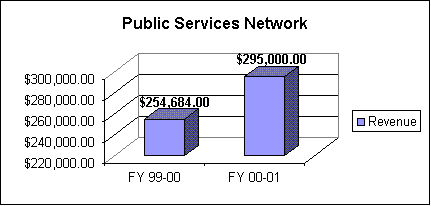 Public Services Network
$295,000.00
$300,000.00
$254,684.00
$280,000.00
$260,000.00
$240,000.00
$220,000.00
Revenue
FY 99-00
FY 00-01